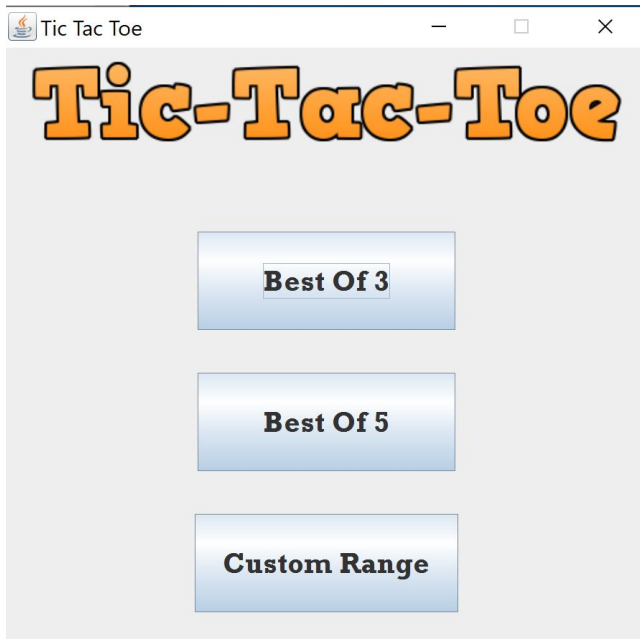 Tic Tac Toe
Tic-Tac-Toe
Best Of 3
Best Of 5
Custom Range